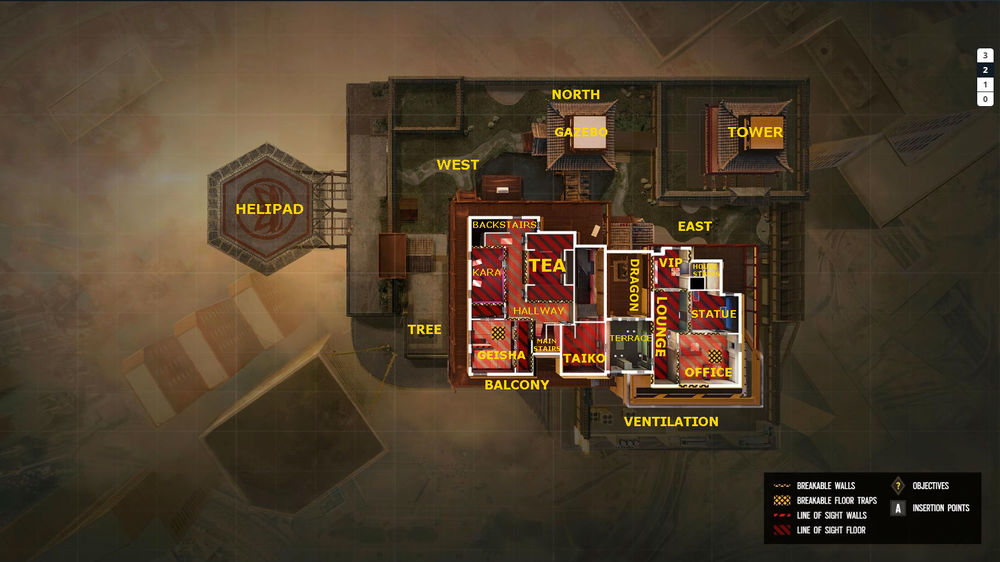 3
2
1
0
NORTH
GAZEBO
TOWER
WEST
HELIPAD
BACKSTAIRS
EAST
KARA
TEA
DRAGON
VIP
HOUSE
STAIRS
HALLWAY
STATUE
LOUNGE
TREE
MAIN
STAIRS
TERRACE
GEISHA
TAIKO
OFFICE
BALCONY
VENTILATION
BREAKABLE WALLS
BREAKABLE FLOOR TRAPS
LINE OF SIGHT WALLS
LINE OF SIGHT FLOOR
? OBJECTIVES
A INSERTION POINTS